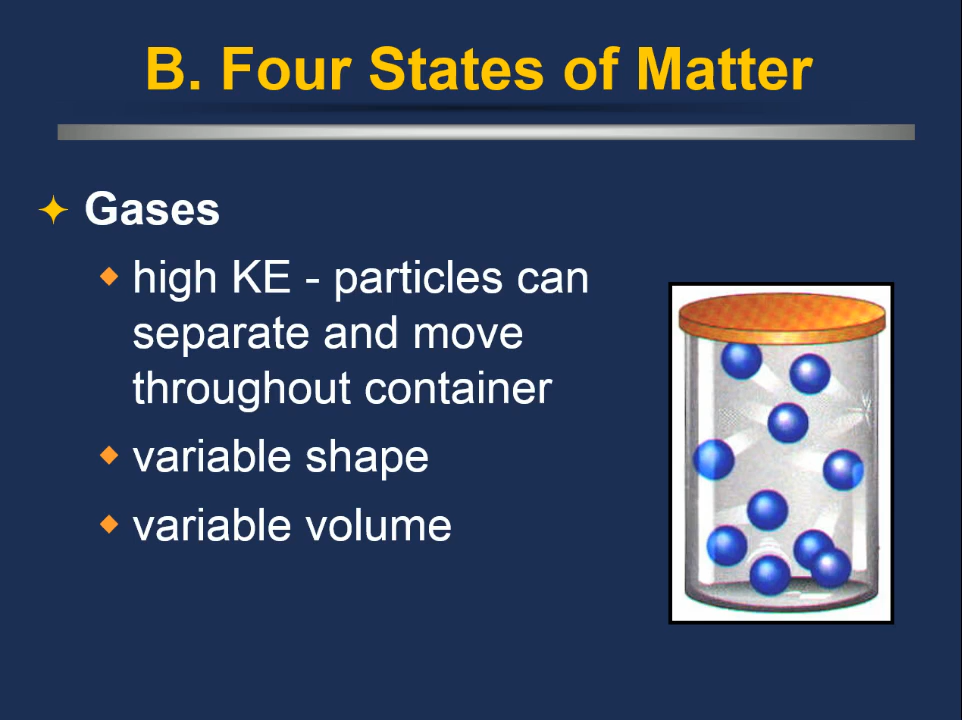 B. Four States of Matter
Gases
high KE - particles can
separate and move
throughout container
variable shape
variable volume